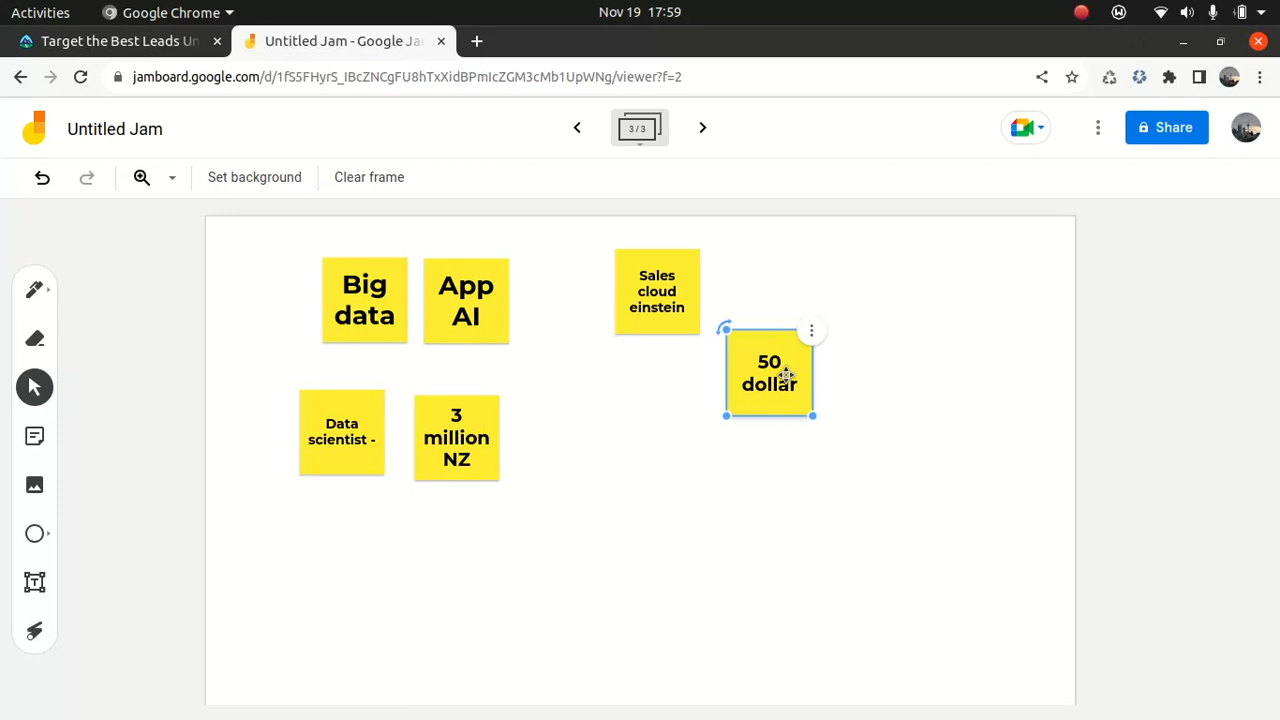 Activities
Google Chrome
Nov 19 17:59
Target the Best Leads Un
Untitled Jam - Google Ja
jamboard.google.com/d/1fS5FHyrS_IBcZNCgFU8hTxXidBPmIcZGM3cMb1UpWNg/viewer?f=2
Untitled Jam
3 / 3
Share
Set background
Clear frame
Big
data
App
AI
Sales
cloud
einstein
50
dollar
Data
scientist -
3
million
NZ